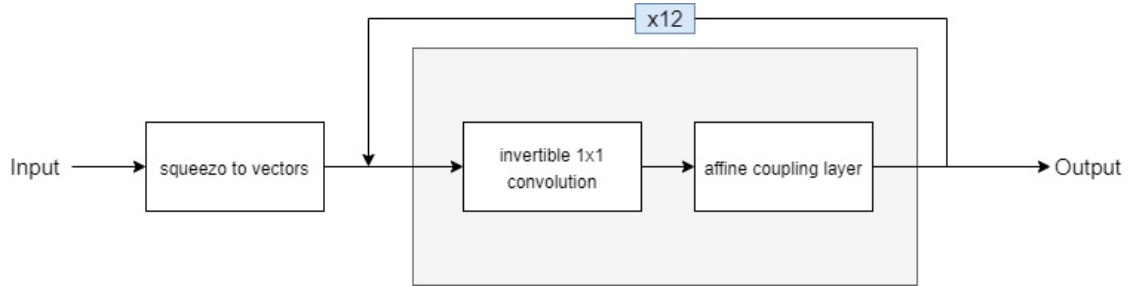 x12
Input
squeezo to vectors
invertible 1x1
convolution
affine coupling layer
Output